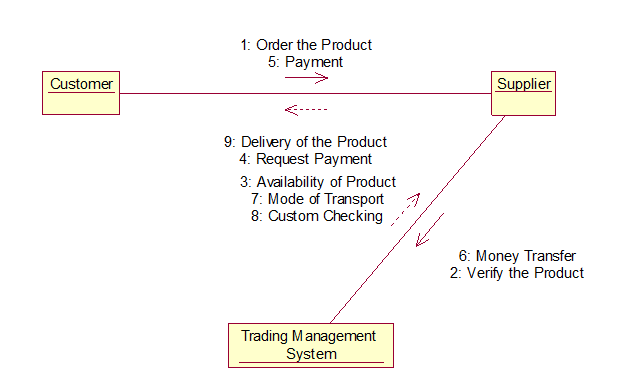 1: Order the Product
5: Payment
Customer
Supplier
9: Delivery of the Product
4: Request Payment
3: Availability of Product
7: Mode of Transport
8: Custom Checking
6: Money Transfer
2: Verify the Product
Trading Management
System